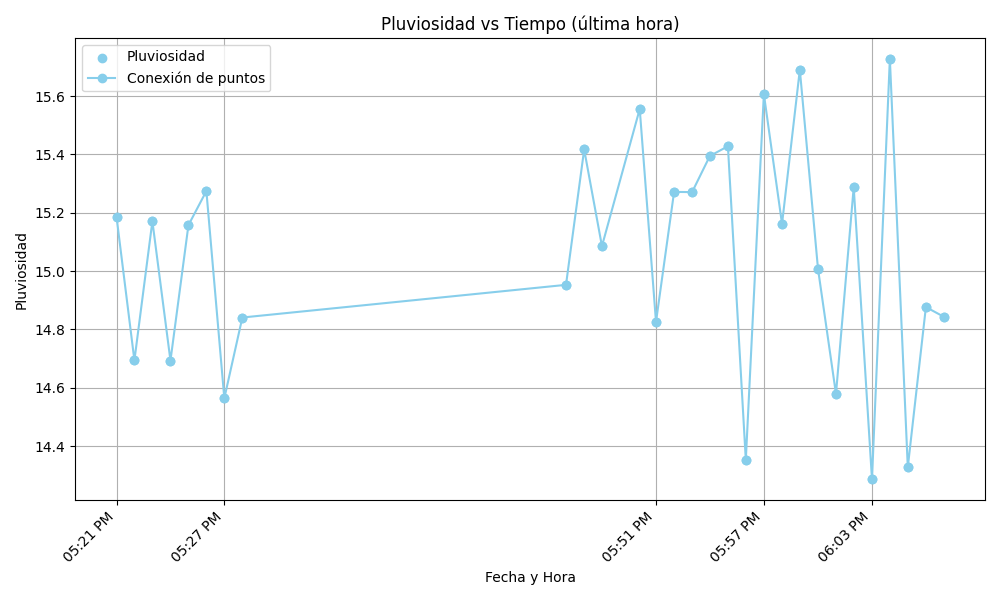 Pluviosidad vs Tiempo (última hora)
Pluviosidad
Conexión de puntos
Pluviosidad
15.6
15.4
15.2
15.0
14.8
14.6
14.4
05:21 PM
05:27 PM
05:51 PM
05:57 PM
06:03 PM
Fecha y Hora